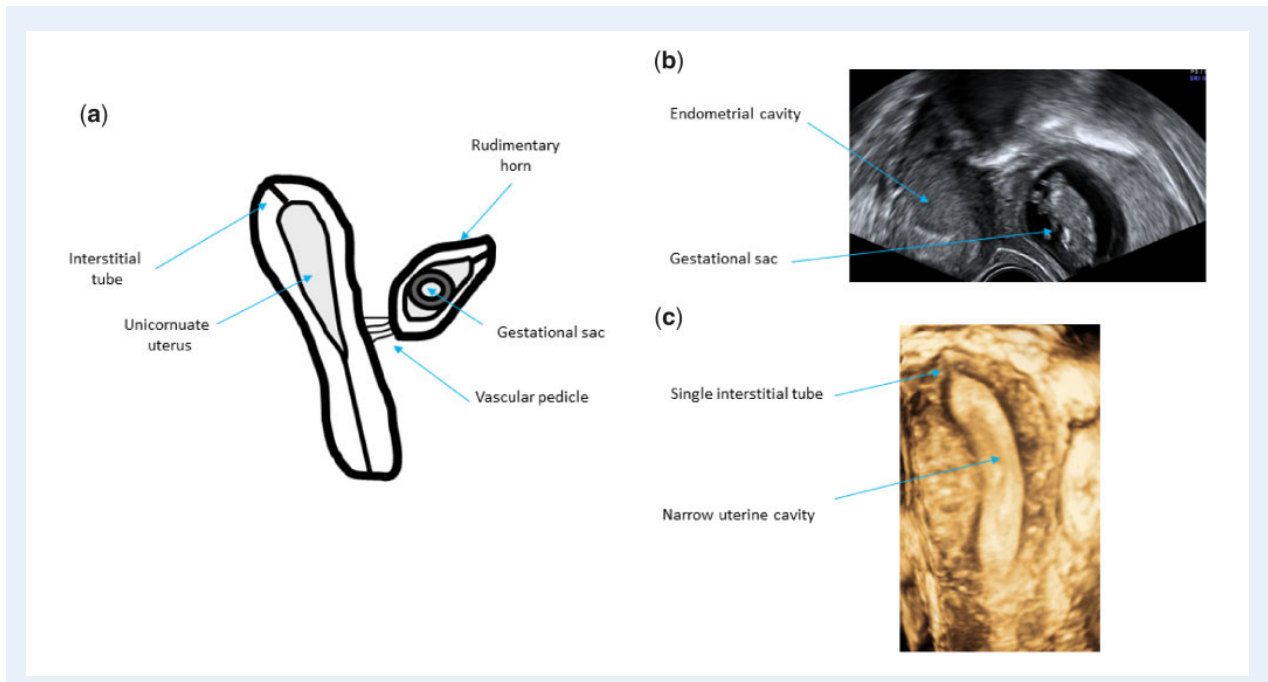 (a)
Rudimentary
horn
Interstitial
tube
Unicornuate
uterus
Gestational sac
Vascular pedicle
(b)
Endometrial cavity
Gestational sac
(c)
Single interstitial tube
Narrow uterine cavity